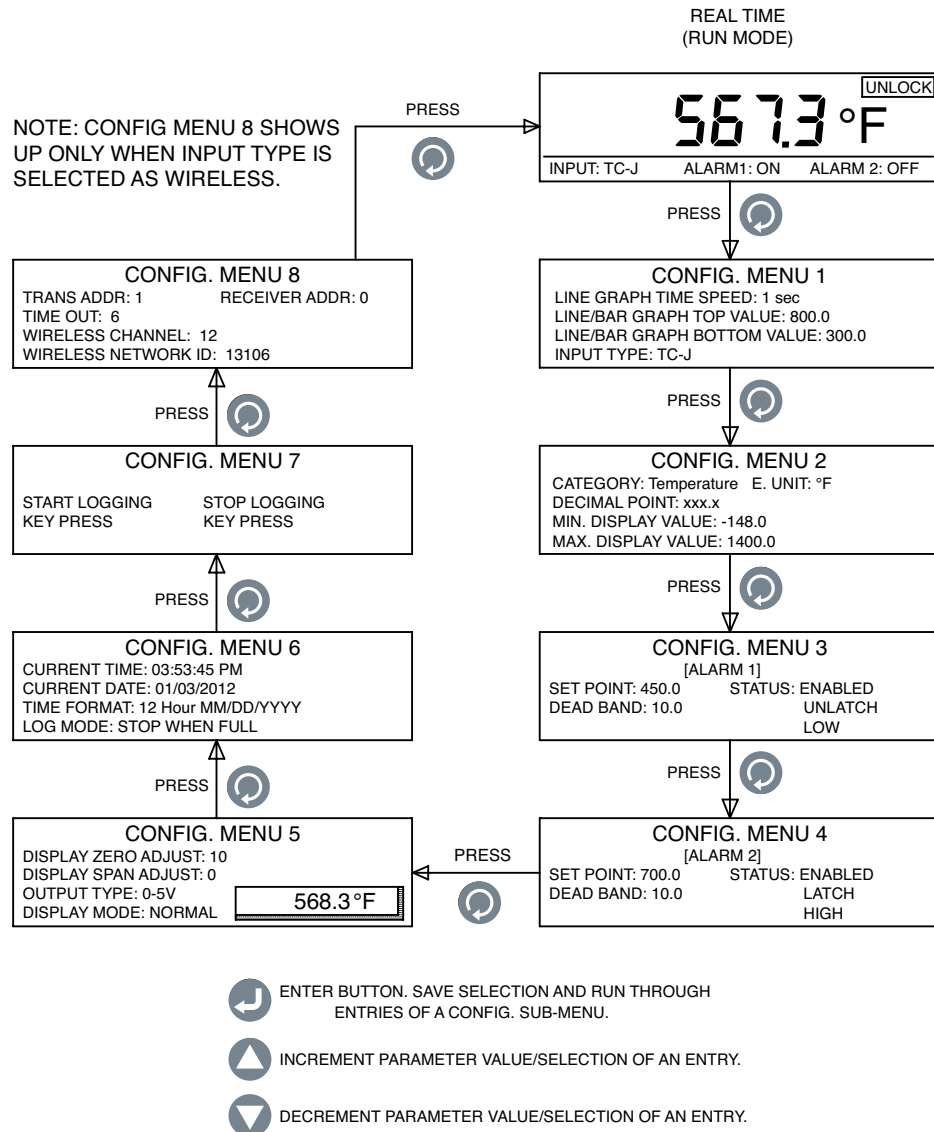 REAL TIME
(RUN MODE)
UNLOCK
567.3 °F
INPUT: TC-J ALARM1: ON ALARM 2: OFF
PRESS
NOTE: CONFIG MENU 8 SHOWS
UP ONLY WHEN INPUT TYPE IS
SELECTED AS WIRELESS.
PRESS
CONFIG. MENU 1
LINE GRAPH TIME SPEED: 1 sec
LINE/BAR GRAPH TOP VALUE: 800.0
LINE/BAR GRAPH BOTTOM VALUE: 300.0
INPUT TYPE: TC-J
PRESS
CONFIG. MENU 2
CATEGORY: Temperature E. UNIT: °F
DECIMAL POINT: xxx.x
MIN. DISPLAY VALUE: -148.0
MAX. DISPLAY VALUE: 1400.0
PRESS
CONFIG. MENU 3
[ALARM 1]
SET POINT: 450.0 STATUS: ENABLED
DEAD BAND: 10.0 UNLATCH
LOW
PRESS
CONFIG. MENU 4
[ALARM 2]
SET POINT: 700.0 STATUS: ENABLED
DEAD BAND: 10.0 LATCH
HIGH
PRESS
CONFIG. MENU 5
DISPLAY ZERO ADJUST: 10
DISPLAY SPAN ADJUST: 0
OUTPUT TYPE: 0-5V
DISPLAY MODE: NORMAL
568.3°F
PRESS
CONFIG. MENU 6
CURRENT TIME: 03:53:45 PM
CURRENT DATE: 01/03/2012
TIME FORMAT: 12 Hour MM/DD/YYYY
LOG MODE: STOP WHEN FULL
PRESS
CONFIG. MENU 7
START LOGGING STOP LOGGING
KEY PRESS KEY PRESS
PRESS
CONFIG. MENU 8
TRANS ADDR: 1 RECEIVER ADDR: 0
TIME OUT: 6
WIRELESS CHANNEL: 12
WIRELESS NETWORK ID: 13106
ENTER BUTTON. SAVE SELECTION AND RUN THROUGH
ENTRIES OF A CONFIG. SUB-MENU.
INCREMENT PARAMETER VALUE/SELECTION OF AN ENTRY.
DECREMENT PARAMETER VALUE/SELECTION OF AN ENTRY.